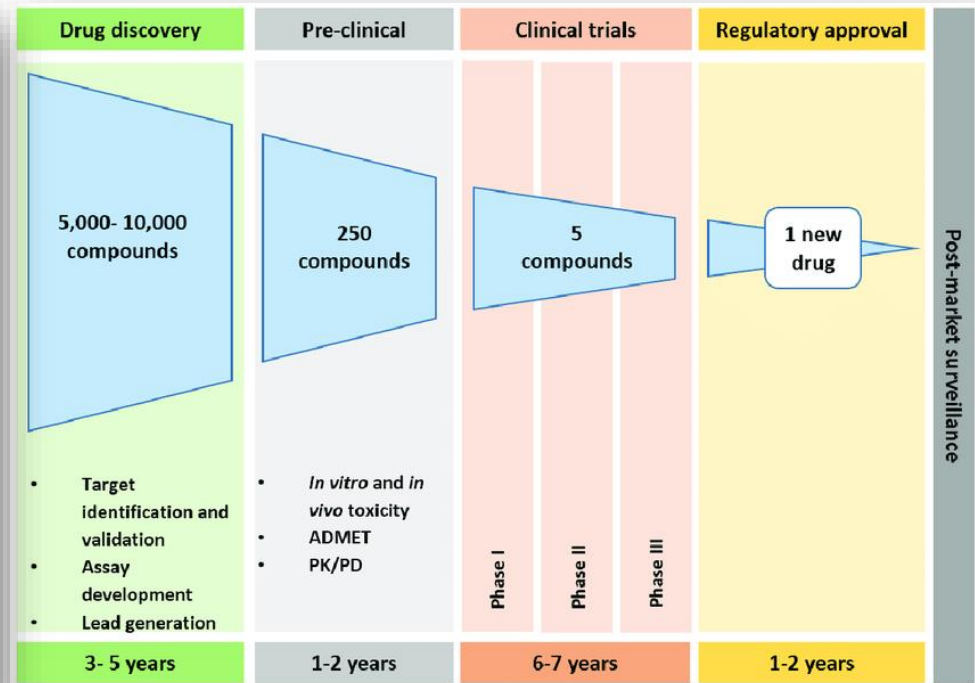 Drug discovery
Pre-clinical
Clinical trials
Regulatory approval
5,000- 10,000
compounds
250
compounds
5
compounds
1 new
drug
• Target
identification and
validation
• Assay
development
• Lead generation
• In vitro and in
vivo toxicity
• ADMET
• PK/PD
Phase I
Phase II
Phase III
3- 5 years
1-2 years
6-7 years
1-2 years
Post-market surveillance